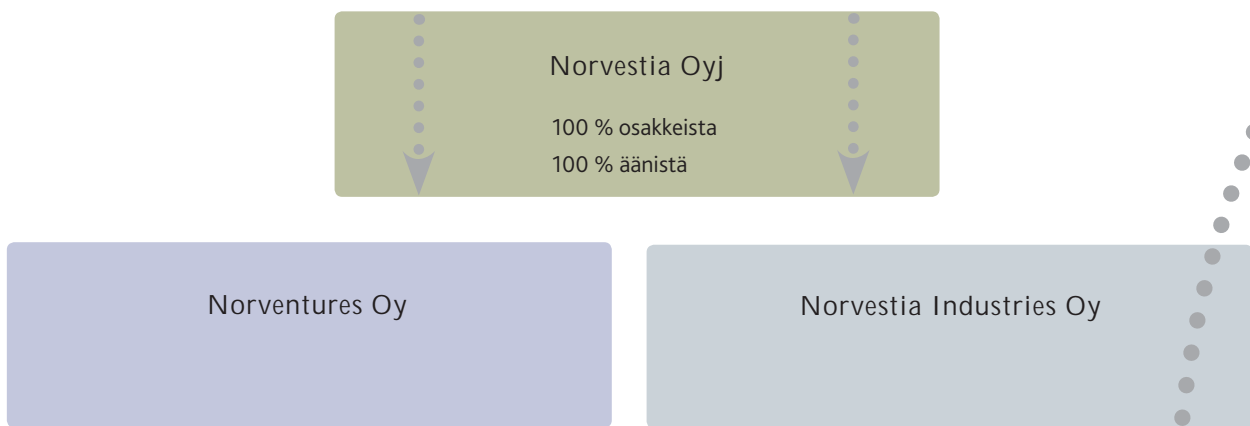 Norvestia Oyj
100 % osakkeista
100 % äänistä
Norventures Oy
Norvestia Industries Oy